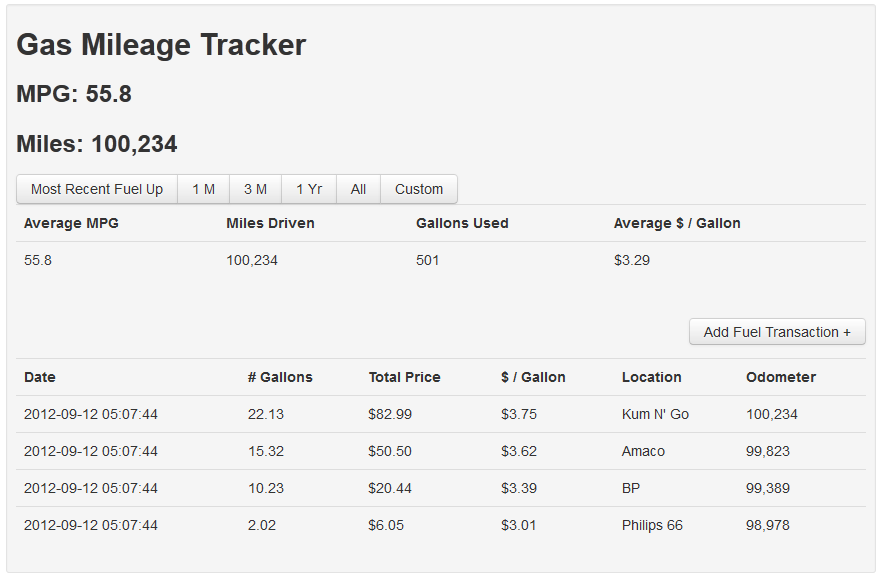 Gas Mileage Tracker
MPG: 55.8
Miles: 100,234
Most Recent Fuel Up 1 M 3 M 1 Yr All Custom
Average MPG Miles Driven Gallons Used Average $ / Gallon
55.8 100,234 501 $3.29
Add Fuel Transaction +
Date # Gallons Total Price $ / Gallon Location Odometer
2012-09-12 05:07:44 22.13 $82.99 $3.75 Kum N' Go 100,234
2012-09-12 05:07:44 15.32 $50.50 $3.62 Amaco 99,823
2012-09-12 05:07:44 10.23 $20.44 $3.39 BP 99,389
2012-09-12 05:07:44 2.02 $6.05 $3.01 Philips 66 98,978